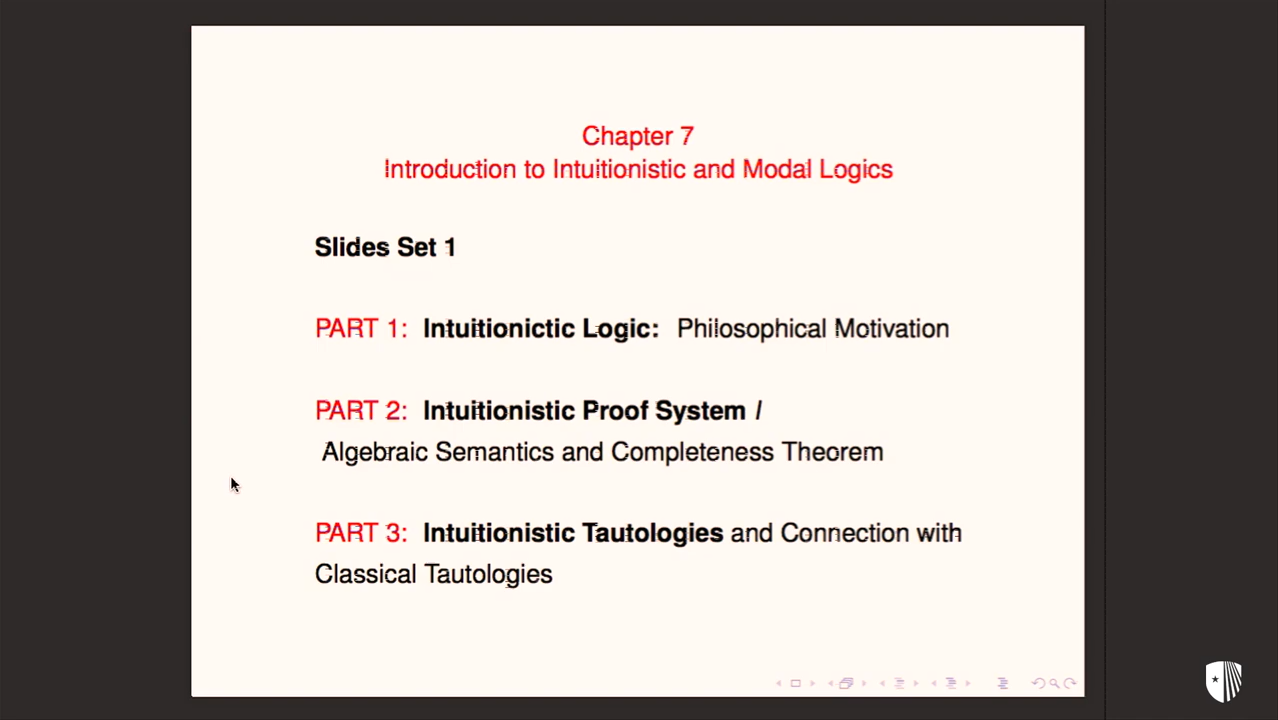 Chapter 7
Introduction to Intuitionistic and Modal Logics
Slides Set 1
PART 1: Intuitionictic Logic: Philosophical Motivation
PART 2: Intuitionistic Proof System I
Algebraic Semantics and Completeness Theorem
PART 3: Intuitionistic Tautologies and Connection with
Classical Tautologies